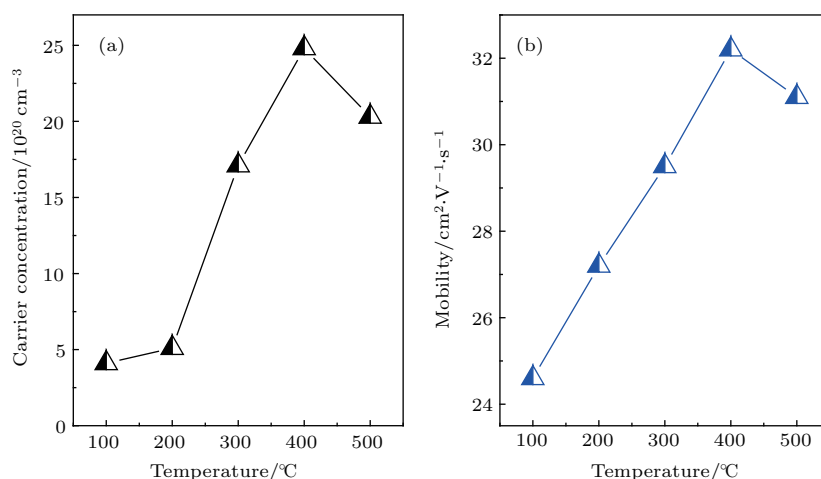 (a)
Carrier concentration/10²⁰ cm⁻³
30
25
20
15
10
5
0
100 200 300 400 500
Temperature/℃
(b)
Mobility/cm²·V⁻¹·s⁻¹
32
30
28
26
24
100 200 300 400 500
Temperature/℃